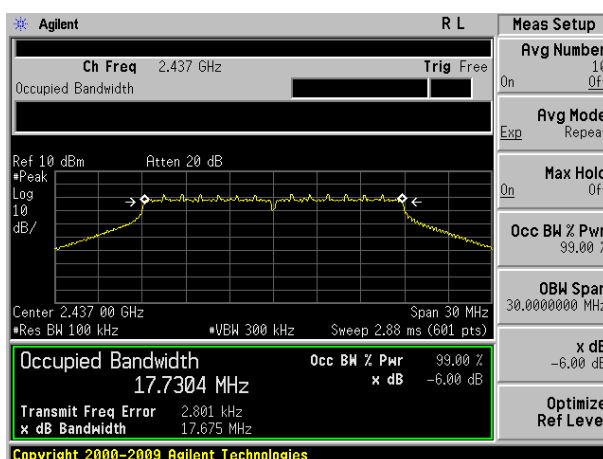 Agilent R L Meas Setup
Ch Freq 2.437 GHz Trig Free
Occupied Bandwidth
Avg Number
On
Avg Mode
Exp Repeat
Max Hold
On
Occ BW % Pwr
99.00 %
OBW Span
30.0000000 MHz
x dB
-6.00 dB
Optimize
Ref Level
Ref 10 dBm Atten 20 dB
#Peak
Log
10
dB/
Center 2.437 00 GHz Span 30 MHz
#Res BW 100 kHz #VBW 300 kHz Sweep 2.88 ms (601 pts)
Occupied Bandwidth Occ BW % Pwr 99.00 %
17.7304 MHz x dB -6.00 dB
Transmit Freq Error 2.801 kHz
x dB Bandwidth 17.675 MHz
Copyright 2000-2009 Agilent Technologies